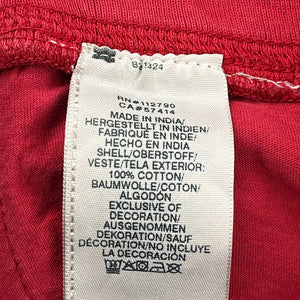 RN#112790
CA#57414
MADE IN INDIA/
HERGESTELLT IN INDIEN/
FABRIQUÉ EN INDE/
HECHO EN INDIA
SHELL/OBERSTOFF/
VESTE/TELA EXTERIOR:
100% COTTON/
BAUMWOLLE/COTON/
ALGODÓN
EXCLUSIVE OF
DECORATION/
AUSGENOMMEN
DEKORATION/SAUF
DÉCORATION/NO INCLUYE
LA DECORACIÓN